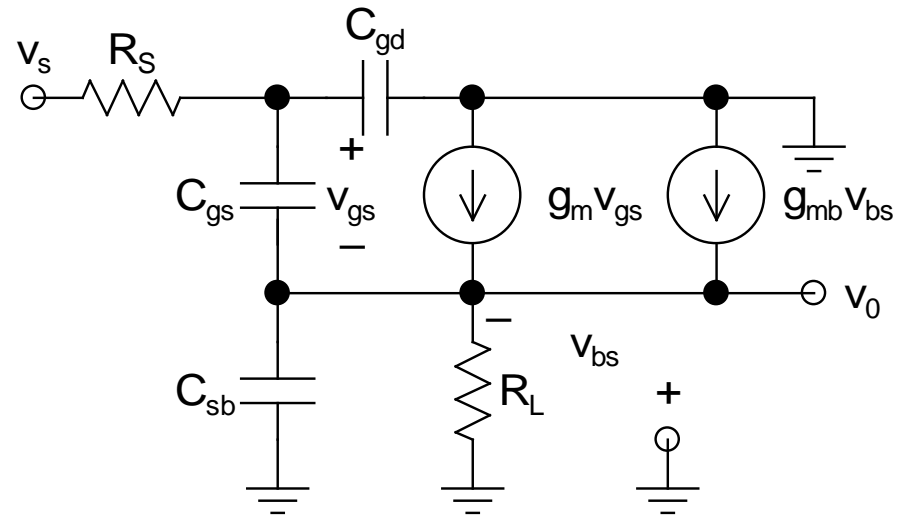 C_gd
v_s
R_S
+
C_gs
v_gs
g_m v_gs
g_mb v_bs
–
–
v_0
v_bs
C_sb
R_L
+